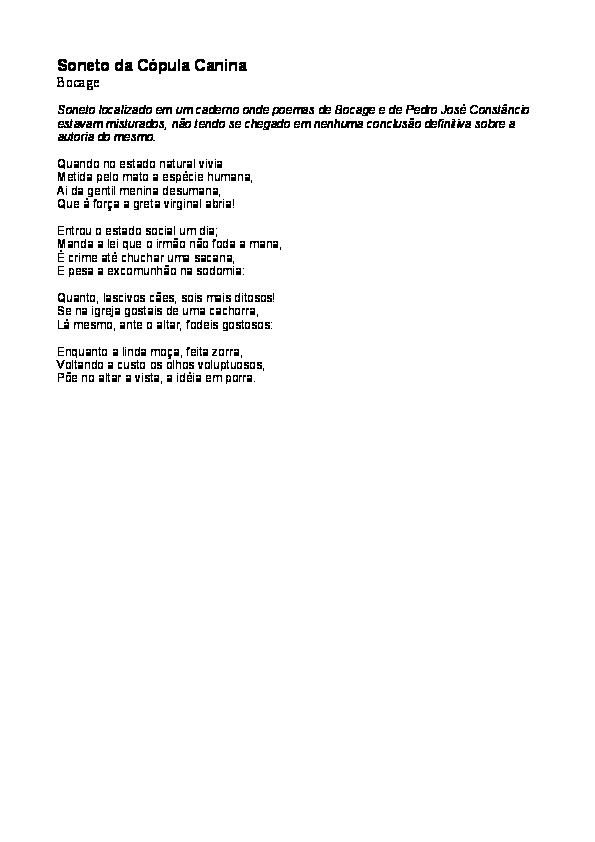 Soneto da Cópula Canina
Bocage
Soneto localizado em um caderno onde poemas de Bocage e de Pedro José Constâncio
estavam misturados, não tendo se chegado em nenhuma conclusão definitiva sobre a
autoria do mesmo.
Quando no estado natural vivia
Metida pelo mato a espécie humana,
Ai da gentil menina desumana,
Que à força a greta virginal abria!
Entrou o estado social um dia;
Manda a lei que o irmão não foda a mana,
É crime até chuchar uma sacana,
E pesa a excomunhão na sodomia:
Quanto, lascivos cães, sois mais ditosos!
Se na igreja gostais de uma cachorra,
Lá mesmo, ante o altar, fodeis gostosos:
Enquanto a linda moça, feita zorra,
Voltando a custo os olhos voluptuosos,
Põe no altar a vista, a idéia em porra.